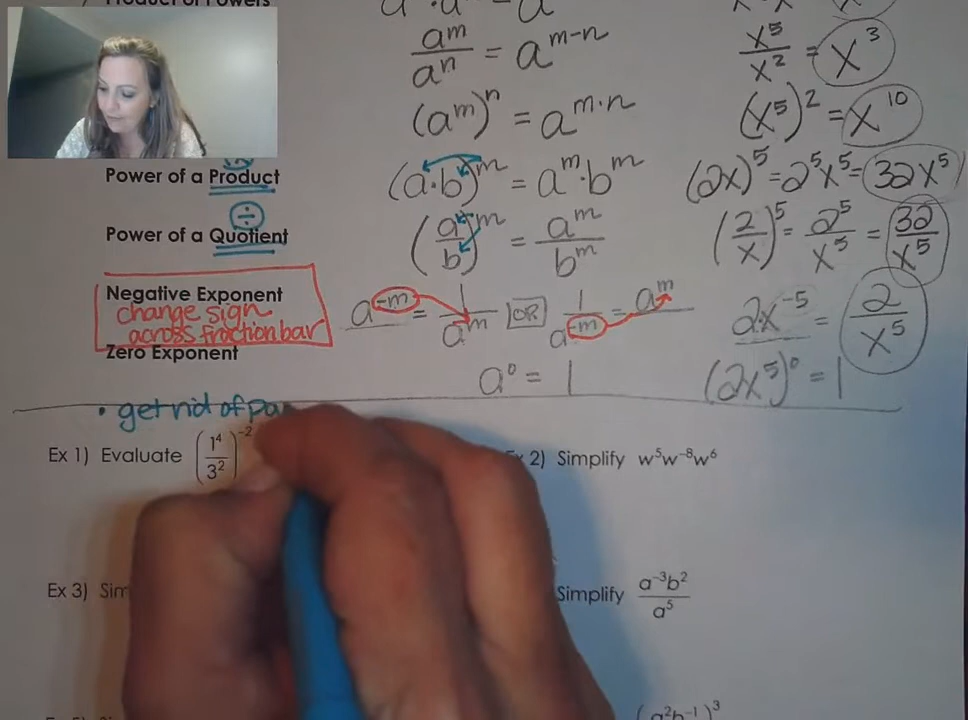 a^m/a^n = a^(m-n) x^5/x^2 = x^3
(a^m)^n = a^(m·n) (x^5)^2 = x^10
Power of a Product (a·b)^m = a^m·b^m (2x)^5 = 2^5x^5 = 32x^5
÷
Power of a Quotient (a/b)^m = a^m/b^m (2/x)^5 = 2^5/x^5 = 32/x^5
Negative Exponent
change sign
across fraction bar
a^-m = 1/a^m OR 1/a^-m = a^m 2x^-5 = 2/x^5
Zero Exponent a^0 = 1 (2x^5)^0 = 1
• get rid of pa
Ex 1) Evaluate (1^4/3^2)^-2 2) Simplify w^5w^-8w^6
Ex 3) Sim Simplify a^-3b^2/a^5
(a^2b^-1)^3